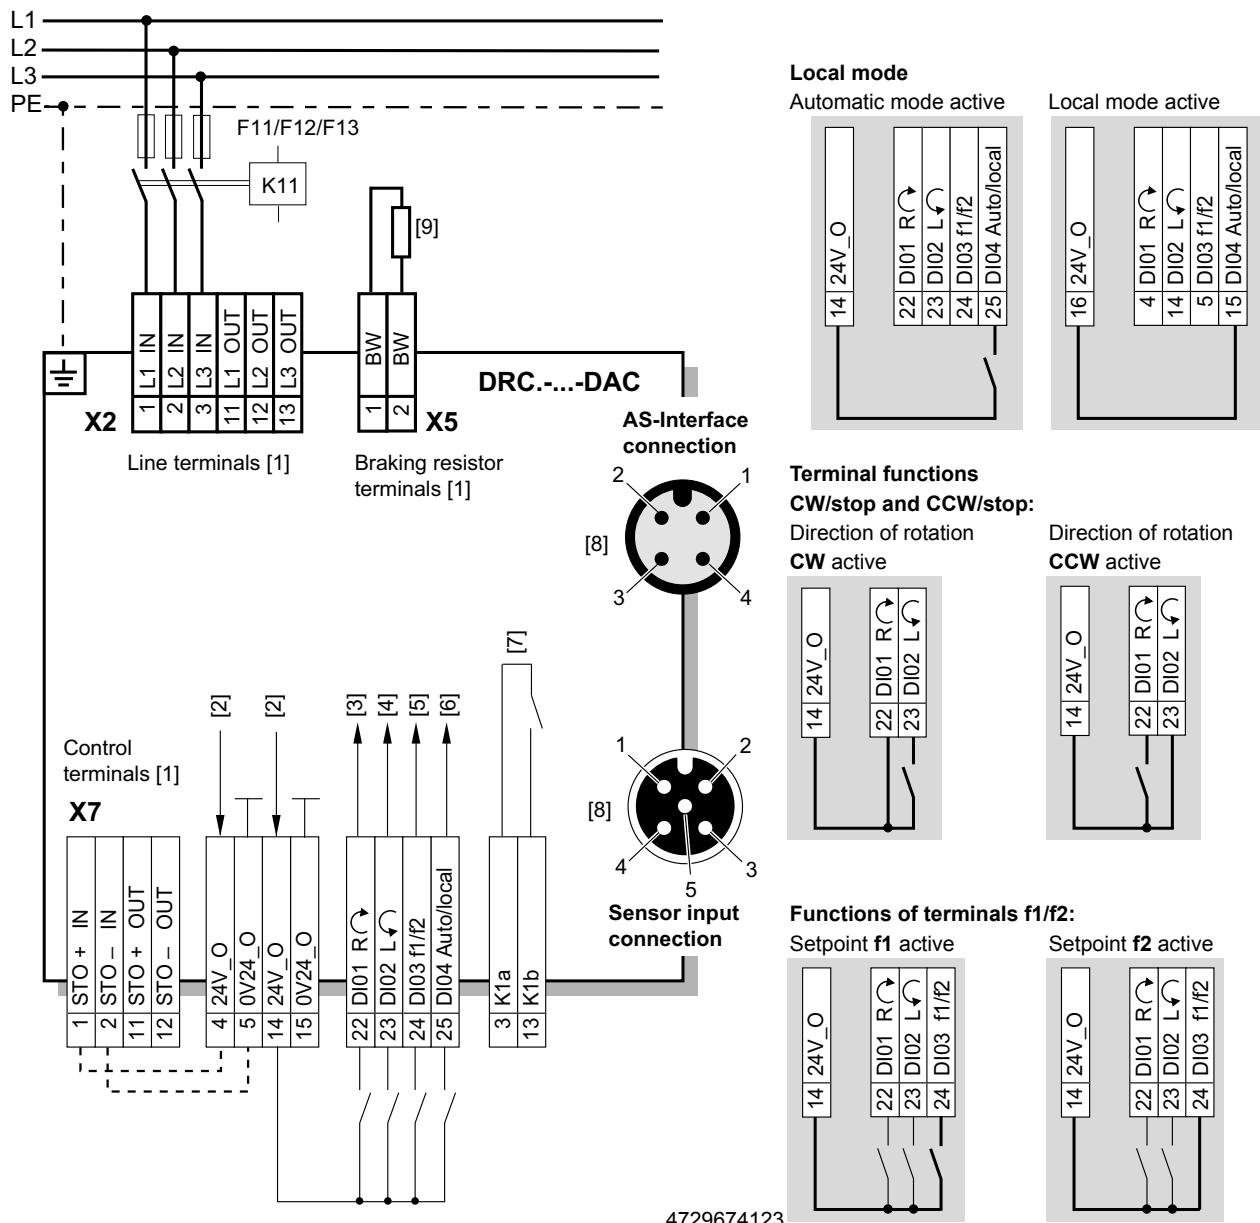 L1
L2
L3
PE
F11/F12/F13
K11
[9]
1 L1 IN
2 L2 IN
3 L3 IN
11 L1 OUT
12 L2 OUT
13 L3 OUT
X2
Line terminals [1]
1 BW
2 BW
X5
Braking resistor
terminals [1]
DRC.-...-DAC
AS-Interface
connection
2 1
[8]
3 4
[7]
[2] [2]
[3] [4] [5] [6]
Control
terminals [1]
X7
1 STO + IN
2 STO – IN
11 STO + OUT
12 STO – OUT
4 24V_O
5 0V24_O
14 24V_O
15 0V24_O
22 DI01 R
23 DI02 L
24 DI03 f1/f2
25 DI04 Auto/local
3 K1a
13 K1b
1 2
[8]
4 3
5
Sensor input
connection
Local mode
Automatic mode active
14 24V_O
22 DI01 R
23 DI02 L
24 DI03 f1/f2
25 DI04 Auto/local
Local mode active
16 24V_O
4 DI01 R
14 DI02 L
5 DI03 f1/f2
15 DI04 Auto/local
Terminal functions
CW/stop and CCW/stop:
Direction of rotation
CW active
14 24V_O
22 DI01 R
23 DI02 L
Direction of rotation
CCW active
14 24V_O
22 DI01 R
23 DI02 L
Functions of terminals f1/f2:
Setpoint f1 active
14 24V_O
22 DI01 R
23 DI02 L
24 DI03 f1/f2
Setpoint f2 active
14 24V_O
22 DI01 R
23 DI02 L
24 DI03 f1/f2
4729674123